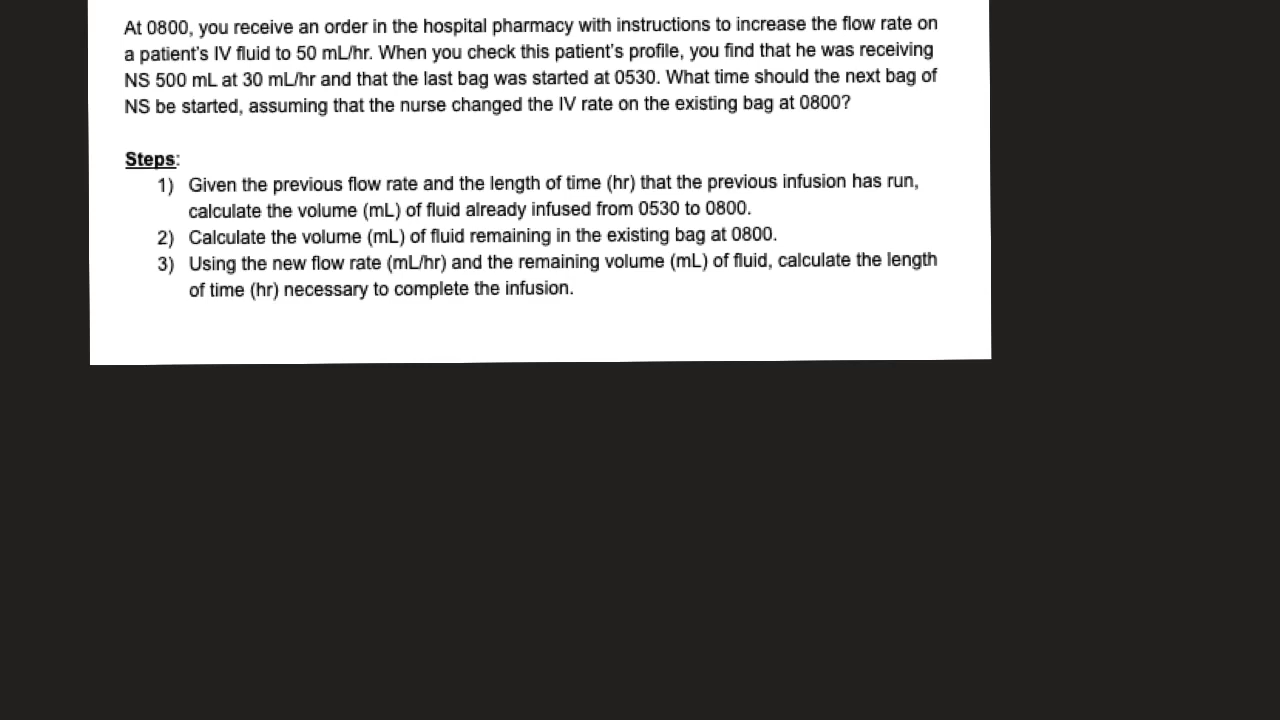 At 0800, you receive an order in the hospital pharmacy with instructions to increase the flow rate on
a patient's IV fluid to 50 mL/hr. When you check this patient's profile, you find that he was receiving
NS 500 mL at 30 mL/hr and that the last bag was started at 0530. What time should the next bag of
NS be started, assuming that the nurse changed the IV rate on the existing bag at 0800?
Steps:
1) Given the previous flow rate and the length of time (hr) that the previous infusion has run,
calculate the volume (mL) of fluid already infused from 0530 to 0800.
2) Calculate the volume (mL) of fluid remaining in the existing bag at 0800.
3) Using the new flow rate (mL/hr) and the remaining volume (mL) of fluid, calculate the length
of time (hr) necessary to complete the infusion.